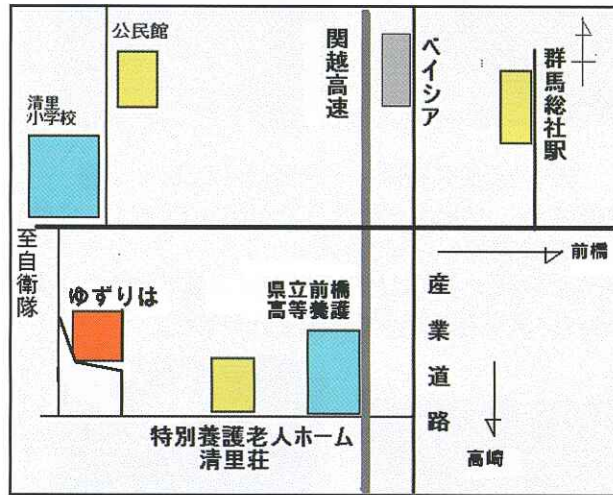 公民館
関越高速
ベイシア
群馬総社駅
清里
小学校
至自衛隊
前橋
ゆずりは
県立前橋
高等養護
産業道路
特別養護老人ホーム
清里荘
高崎